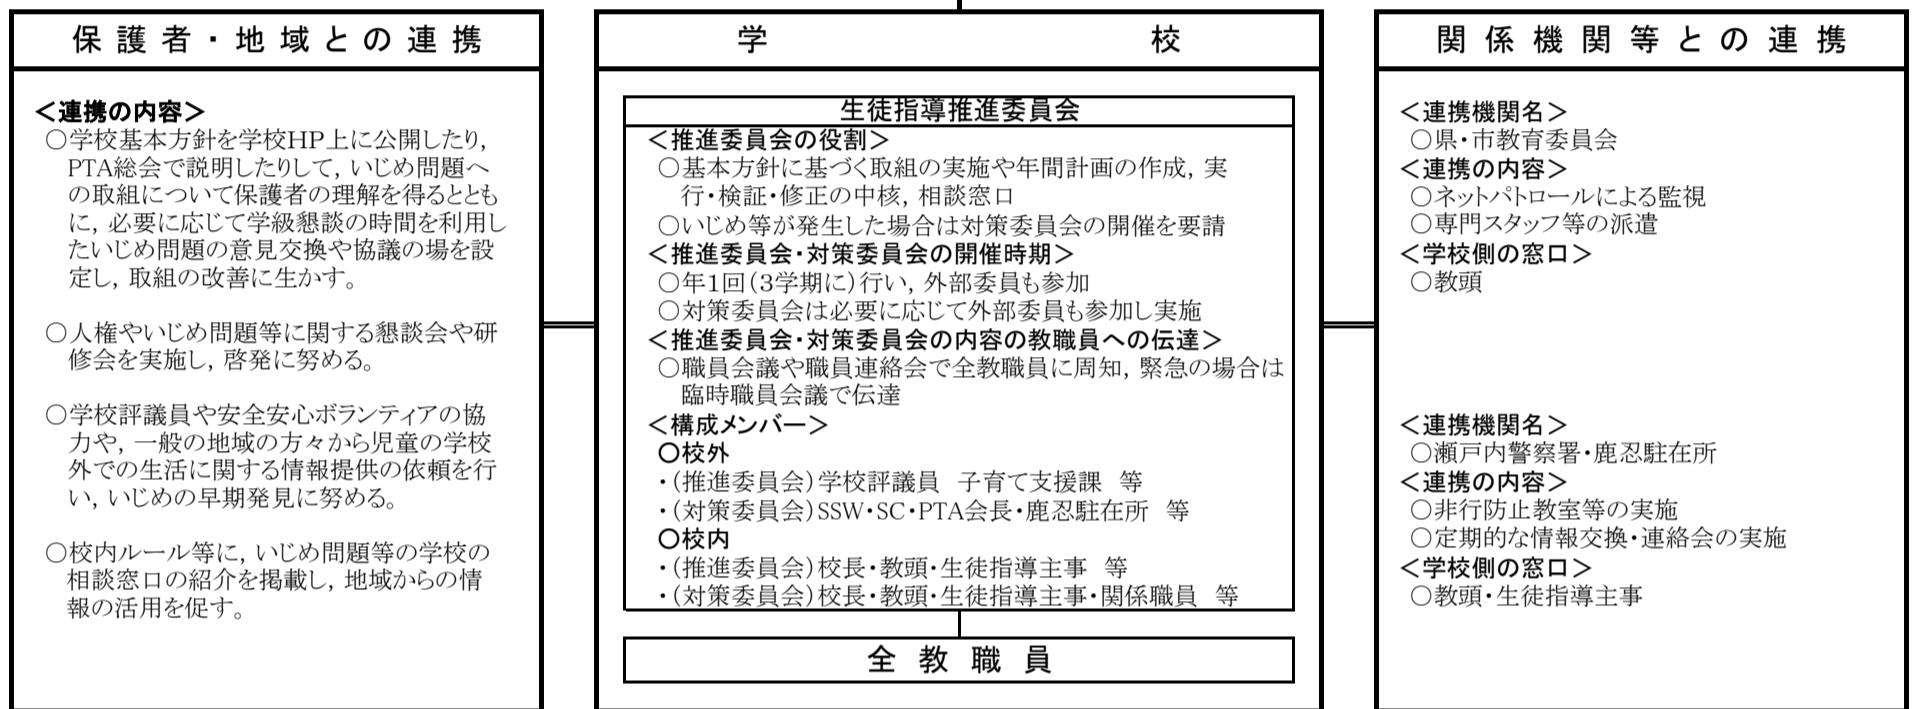 保護者・地域との連携
＜連携の内容＞
○学校基本方針を学校HP上に公開したり，
PTA総会で説明したりして，いじめ問題へ
の取組について保護者の理解を得るととも
に，必要に応じて学級懇談の時間を利用し
たいじめ問題の意見交換や協議の場を設
定し，取組の改善に生かす。
○人権やいじめ問題等に関する懇談会や研
修会を実施し，啓発に努める。
○学校評議員や安全安心ボランティアの協
力や，一般の地域の方々から児童の学校
外での生活に関する情報提供の依頼を行
い，いじめの早期発見に努める。
○校内ルール等に，いじめ問題等の学校の
相談窓口の紹介を掲載し，地域からの情
報の活用を促す。
学校
生徒指導推進委員会
＜推進委員会の役割＞
○基本方針に基づく取組の実施や年間計画の作成，実
行・検証・修正の中核，相談窓口
○いじめ等が発生した場合は対策委員会の開催を要請
＜推進委員会・対策委員会の開催時期＞
○年１回（３学期に）行い，外部委員も参加
○対策委員会は必要に応じて外部委員も参加し実施
＜推進委員会・対策委員会の内容の教職員への伝達＞
○職員会議や職員連絡会で全教職員に周知，緊急の場合は
臨時職員会議で伝達
＜構成メンバー＞
○校外
・（推進委員会）学校評議員　子育て支援課　等
・（対策委員会）SSW・SC・PTA会長・鹿忍駐在所　等
○校内
・（推進委員会）校長・教頭・生徒指導主事　等
・（対策委員会）校長・教頭・生徒指導主事・関係職員　等
全教職員
関係機関等との連携
＜連携機関名＞
○県・市教育委員会
＜連携の内容＞
○ネットパトロールによる監視
○専門スタッフ等の派遣
＜学校側の窓口＞
○教頭
＜連携機関名＞
○瀬戸内警察署・鹿忍駐在所
＜連携の内容＞
○非行防止教室等の実施
○定期的な情報交換・連絡会の実施
＜学校側の窓口＞
○教頭・生徒指導主事